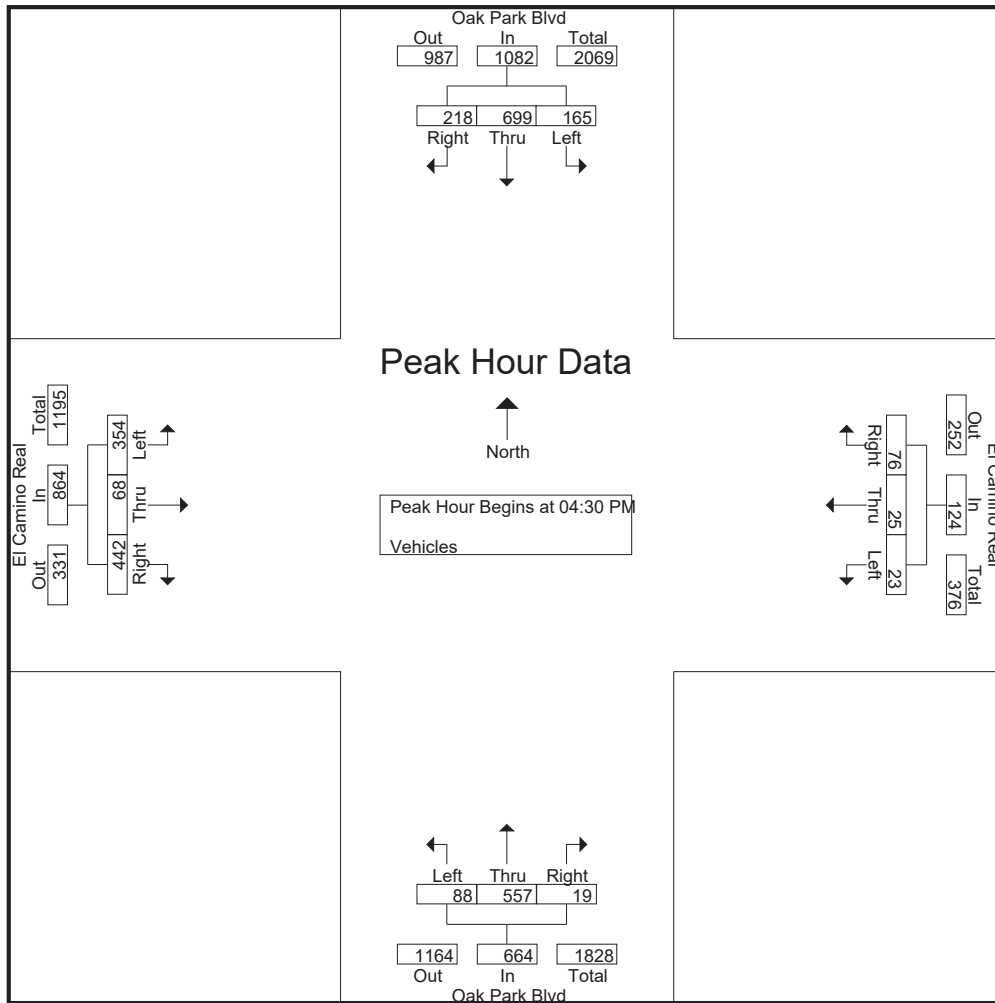 Oak Park Blvd
Out In Total
987 1082 2069
218 699 165
Right Thru Left
Peak Hour Data
North
Peak Hour Begins at 04:30 PM
Vehicles
El Camino Real
Out In Total
331 864 1195
442 68 354
Right Thru Left
El Camino Real
Out In Total
252 124 376
76 25 23
Right Thru Left
Left Thru Right
88 557 19
1164 664 1828
Out In Total
Oak Park Blvd